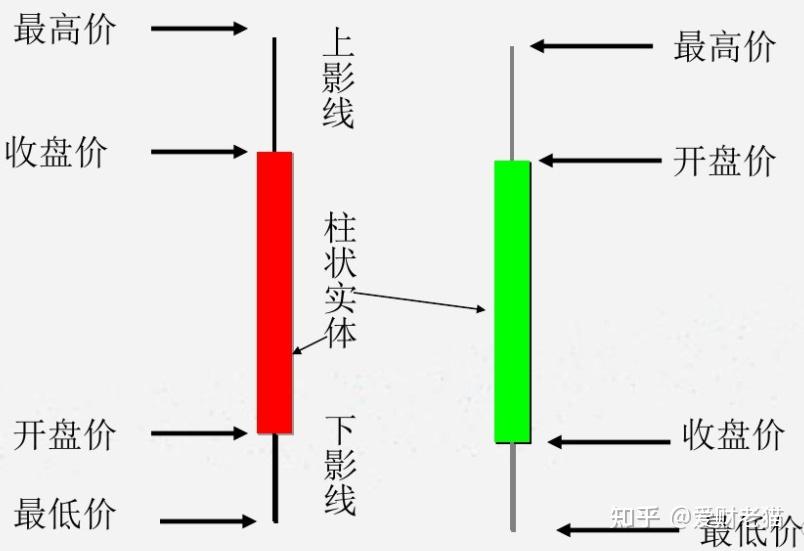 最高价
上影线
最高价
收盘价
开盘价
柱状实体
开盘价
下影线
收盘价
最低价
知乎 @爱财老猫
最低价